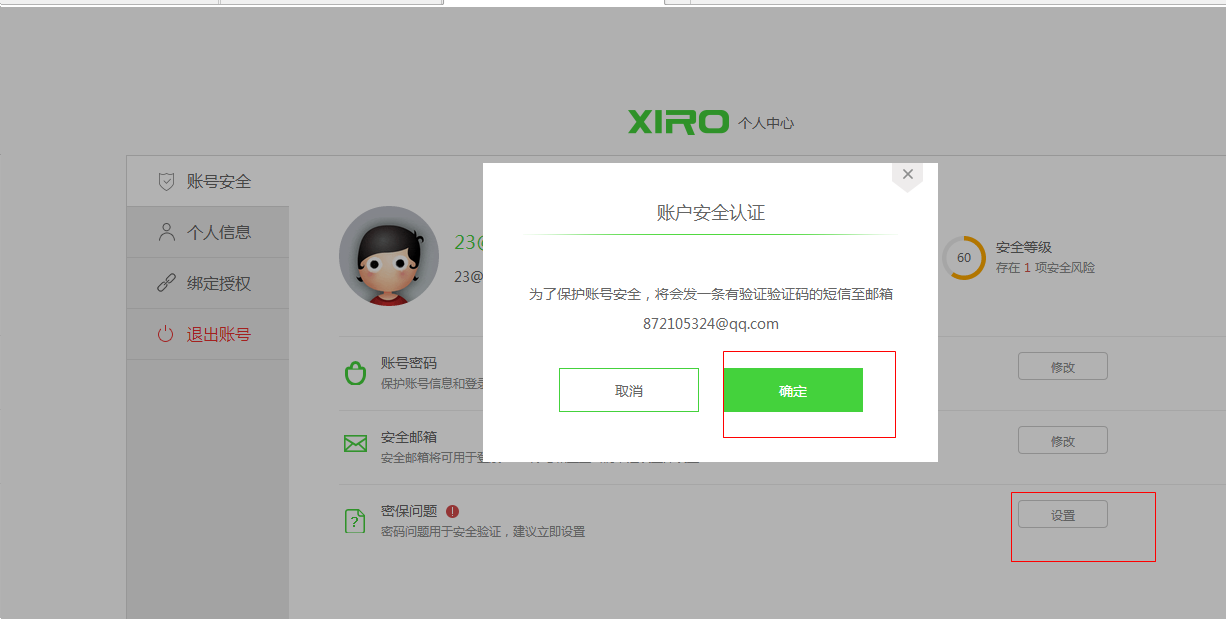 XIRO 个人中心
账号安全
个人信息
绑定授权
退出账号
23@
23@
60
安全等级
存在 1 项安全风险
账户安全认证
为了保护账号安全，将会发一条有验证验证码的短信至邮箱
872105324@qq.com
取消
确定
账号密码
保护账号信息和登录
修改
安全邮箱
安全邮箱将可用于登
修改
密保问题
密码问题用于安全验证，建议立即设置
设置